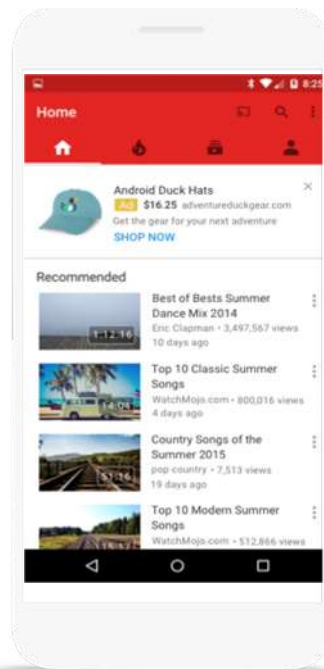 8:25
Home
Android Duck Hats
Ad $16.25 adventureduckgear.com
Get the gear for your next adventure
SHOP NOW
Recommended
1:12:16
Best of Bests Summer
Dance Mix 2014
Eric Clapman • 3,497,567 views
10 days ago
14:04
Top 10 Classic Summer
Songs
WatchMojo.com • 800,016 views
4 days ago
51:16
Country Songs of the
Summer 2015
pop country • 7,513 views
19 days ago
Top 10 Modern Summer
Songs
WatchMojo.com • 512,866 views